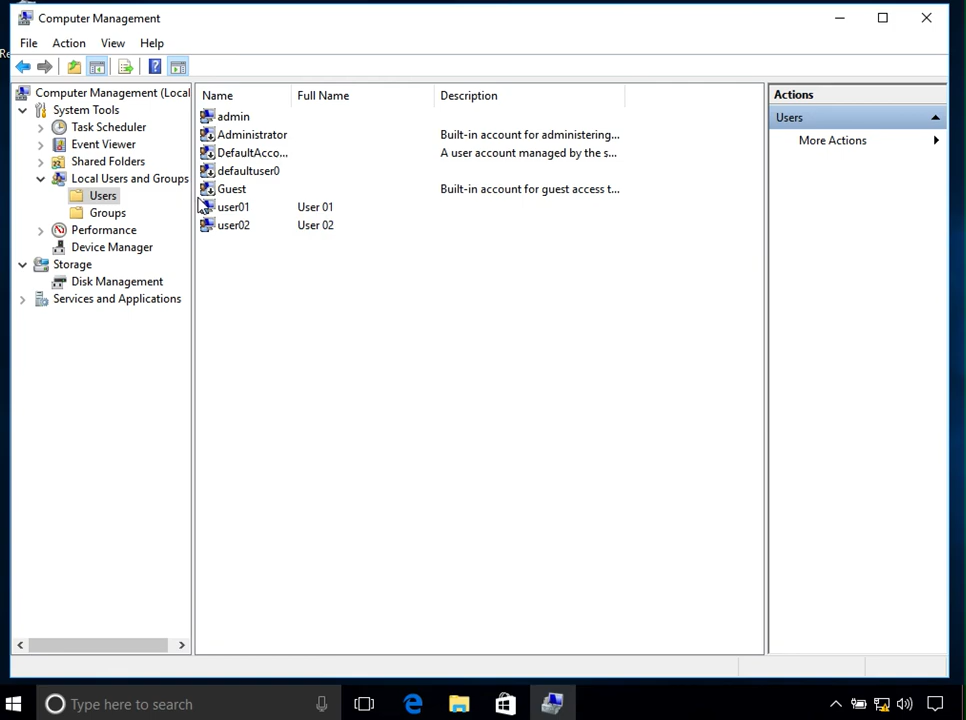 Computer Management
File Action View Help
Computer Management (Local
System Tools
Task Scheduler
Event Viewer
Shared Folders
Local Users and Groups
Users
Groups
Performance
Device Manager
Storage
Disk Management
Services and Applications
Name Full Name Description
admin
Administrator Built-in account for administering...
DefaultAcco... A user account managed by the s...
defaultuser0
Guest Built-in account for guest access t...
user01 User 01
user02 User 02
Actions
Users
More Actions
Re
Type here to search